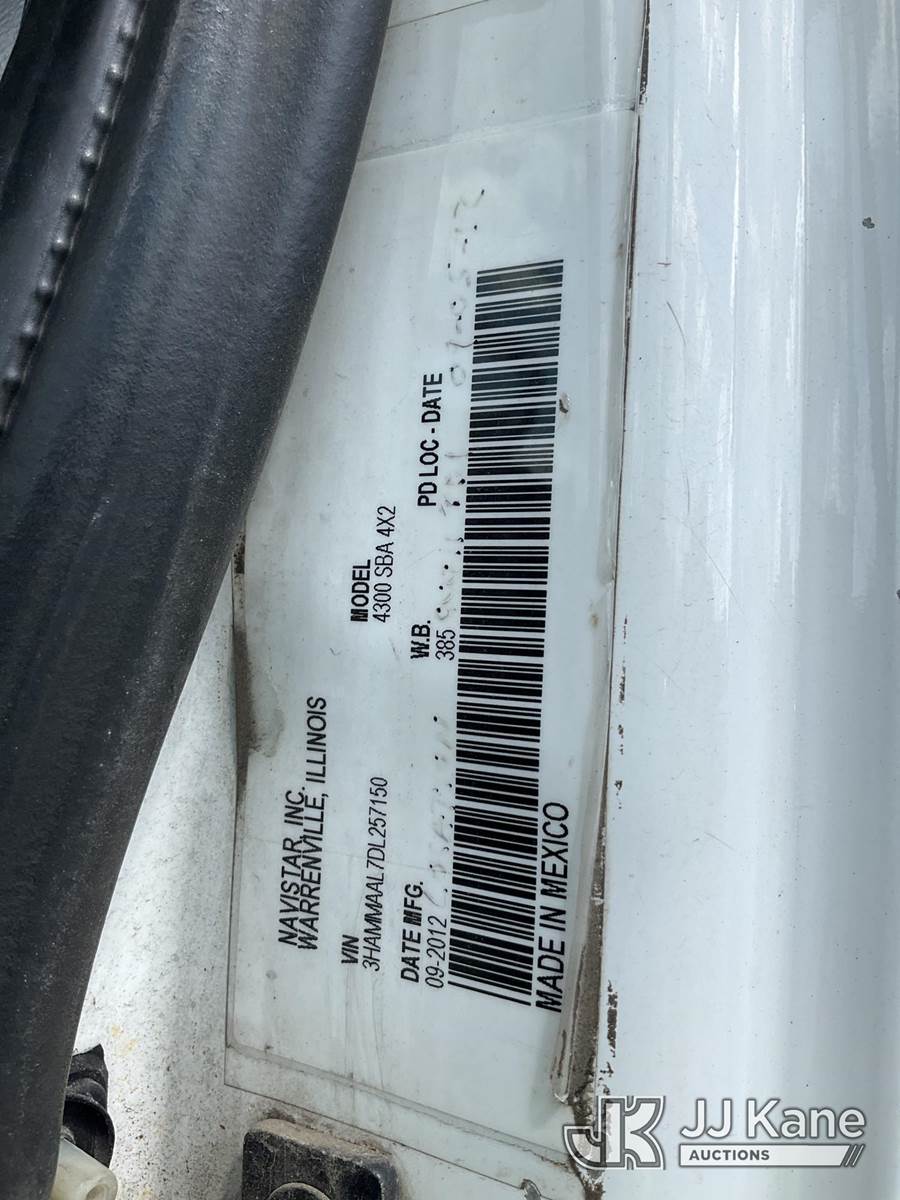 NAVISTAR, INC.
WARRENVILLE, ILLINOIS
VIN
3HAMMAAL7DL257150
MODEL
4300 SBA 4X2
DATE MFG.
09-2012
W.B.
385
PD LOC - DATE
MADE IN MEXICO
JK
JJ Kane
AUCTIONS